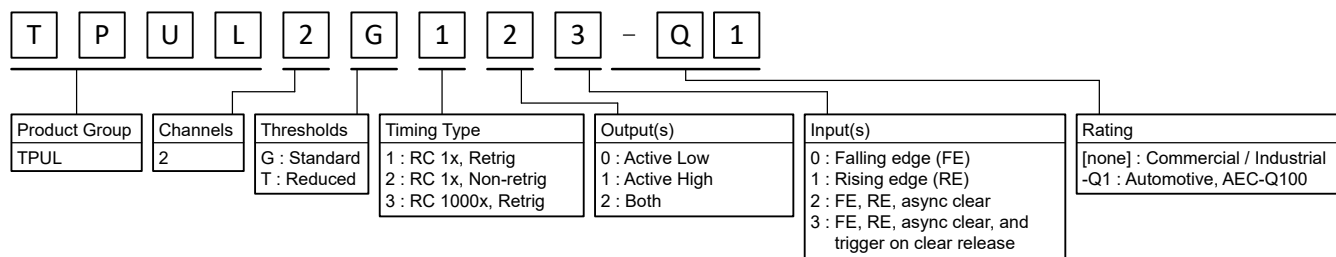 T P U L 2 G 1 2 3 - Q 1
Product Group
TPUL
Channels
2
Thresholds
G : Standard
T : Reduced
Timing Type
1 : RC 1x, Retrig
2 : RC 1x, Non-retrig
3 : RC 1000x, Retrig
Output(s)
0 : Active Low
1 : Active High
2 : Both
Input(s)
0 : Falling edge (FE)
1 : Rising edge (RE)
2 : FE, RE, async clear
3 : FE, RE, async clear, and
trigger on clear release
Rating
[none] : Commercial / Industrial
-Q1 : Automotive, AEC-Q100